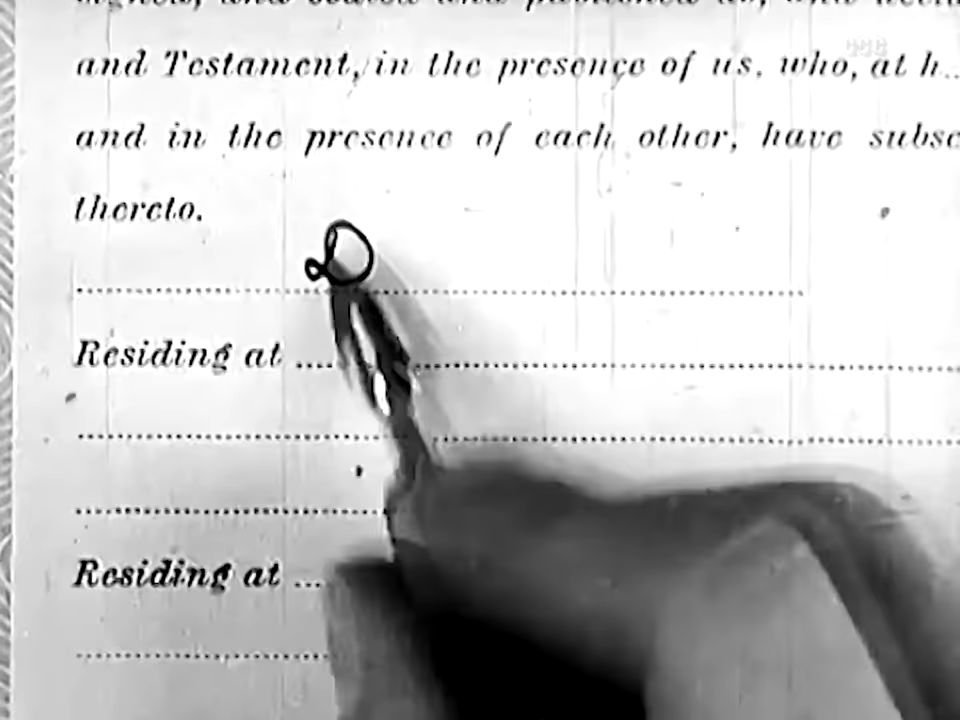 and Testament, in the presence of us, who, at h
and in the presence of each other, have subsc
thereto.
Residing at
Residing at